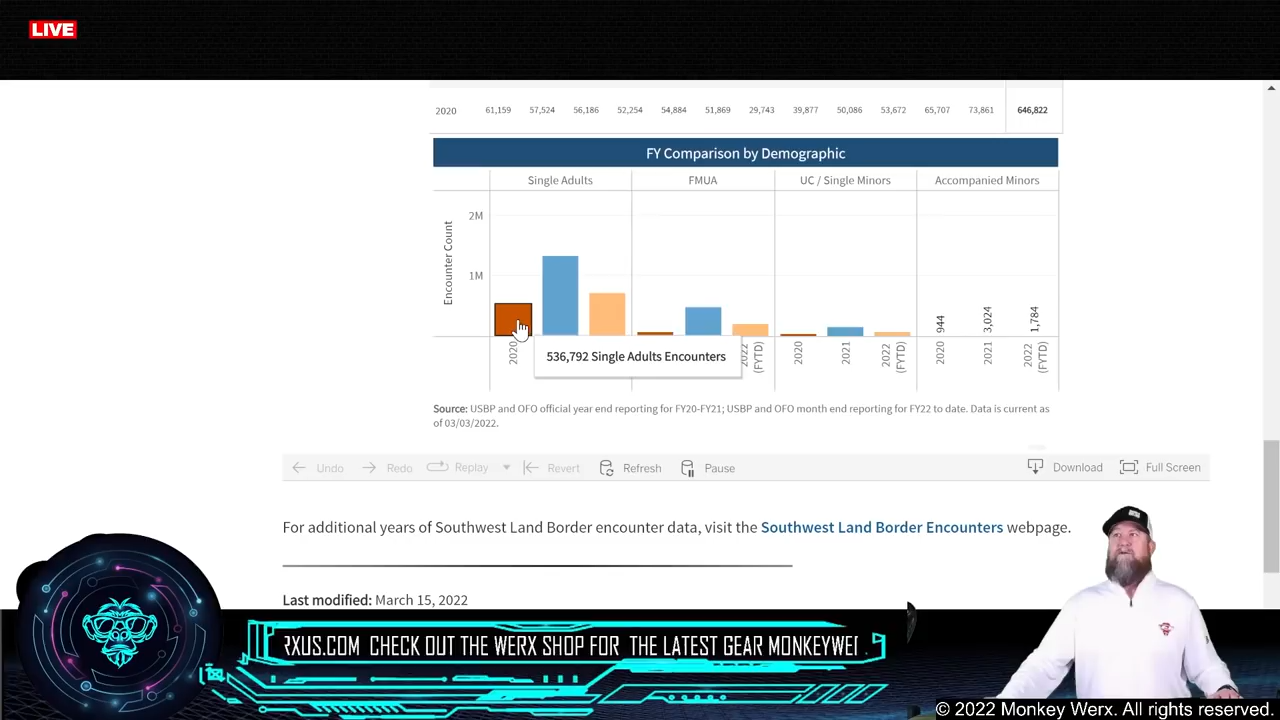 LIVE
2020 61,159 57,524 56,186 52,254 54,884 51,869 29,743 39,877 50,086 53,672 65,707 73,861 646,822
FY Comparison by Demographic
Single Adults FMUA UC / Single Minors Accompanied Minors
Encounter Count
2M
1M
944 3,024 1,784
2020 2022 (FYTD) 2020 2021 2022 (FYTD) 2020 2021 2022 (FYTD)
536,792 Single Adults Encounters
Source: USBP and OFO official year end reporting for FY20-FY21; USBP and OFO month end reporting for FY22 to date. Data is current as
of 03/03/2022.
Undo Redo Replay Revert Refresh Pause Download Full Screen
For additional years of Southwest Land Border encounter data, visit the Southwest Land Border Encounters webpage.
Last modified: March 15, 2022
RXUS.COM CHECK OUT THE WERX SHOP FOR THE LATEST GEAR MONKEYWE
© 2022 Monkey Werx. All rights reserved.